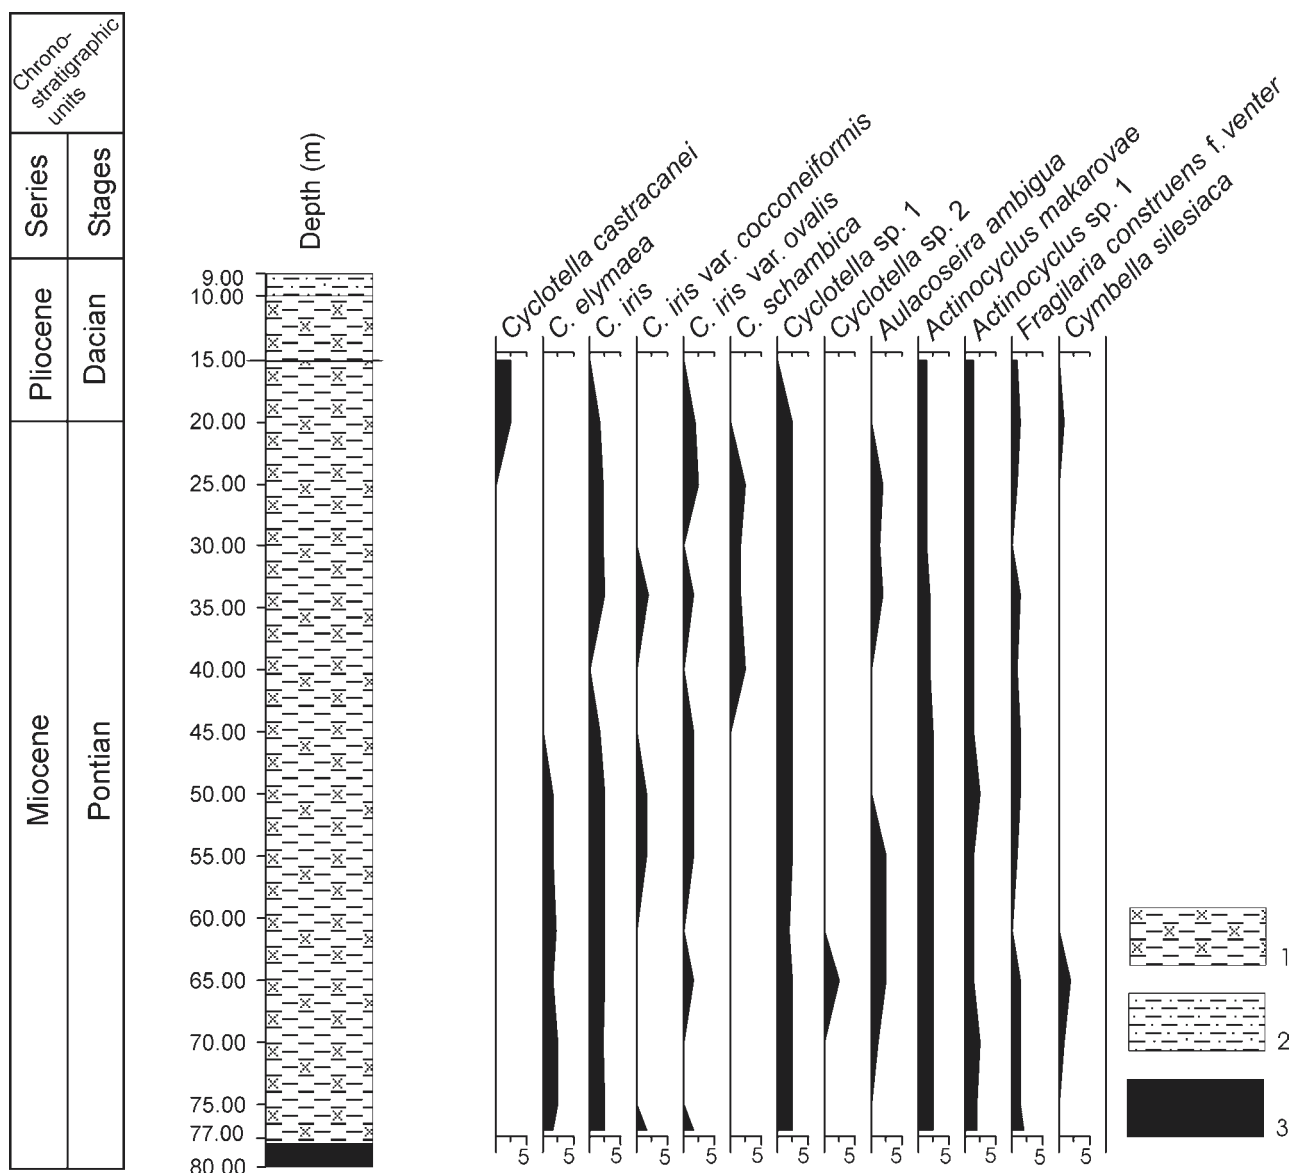 Chrono-
stratigraphic
units
Series
Stages
Pliocene
Dacian
Miocene
Pontian
Depth (m)
9.00
10.00
15.00
20.00
25.00
30.00
35.00
40.00
45.00
50.00
55.00
60.00
65.00
70.00
75.00
77.00
80.00
Cyclotella castracanei
C. elymaea
C. iris
C. iris var. cocconeiformis
C. iris var. ovalis
C. schambica
Cyclotella sp. 1
Cyclotella sp. 2
Aulacoseira ambigua
Actinocyclus makarovae
Actinocyclus sp. 1
Fragilaria construens f. venter
Cymbella silesiaca
5 5 5 5 5 5 5 5 5 5 5 5 5
1
2
3